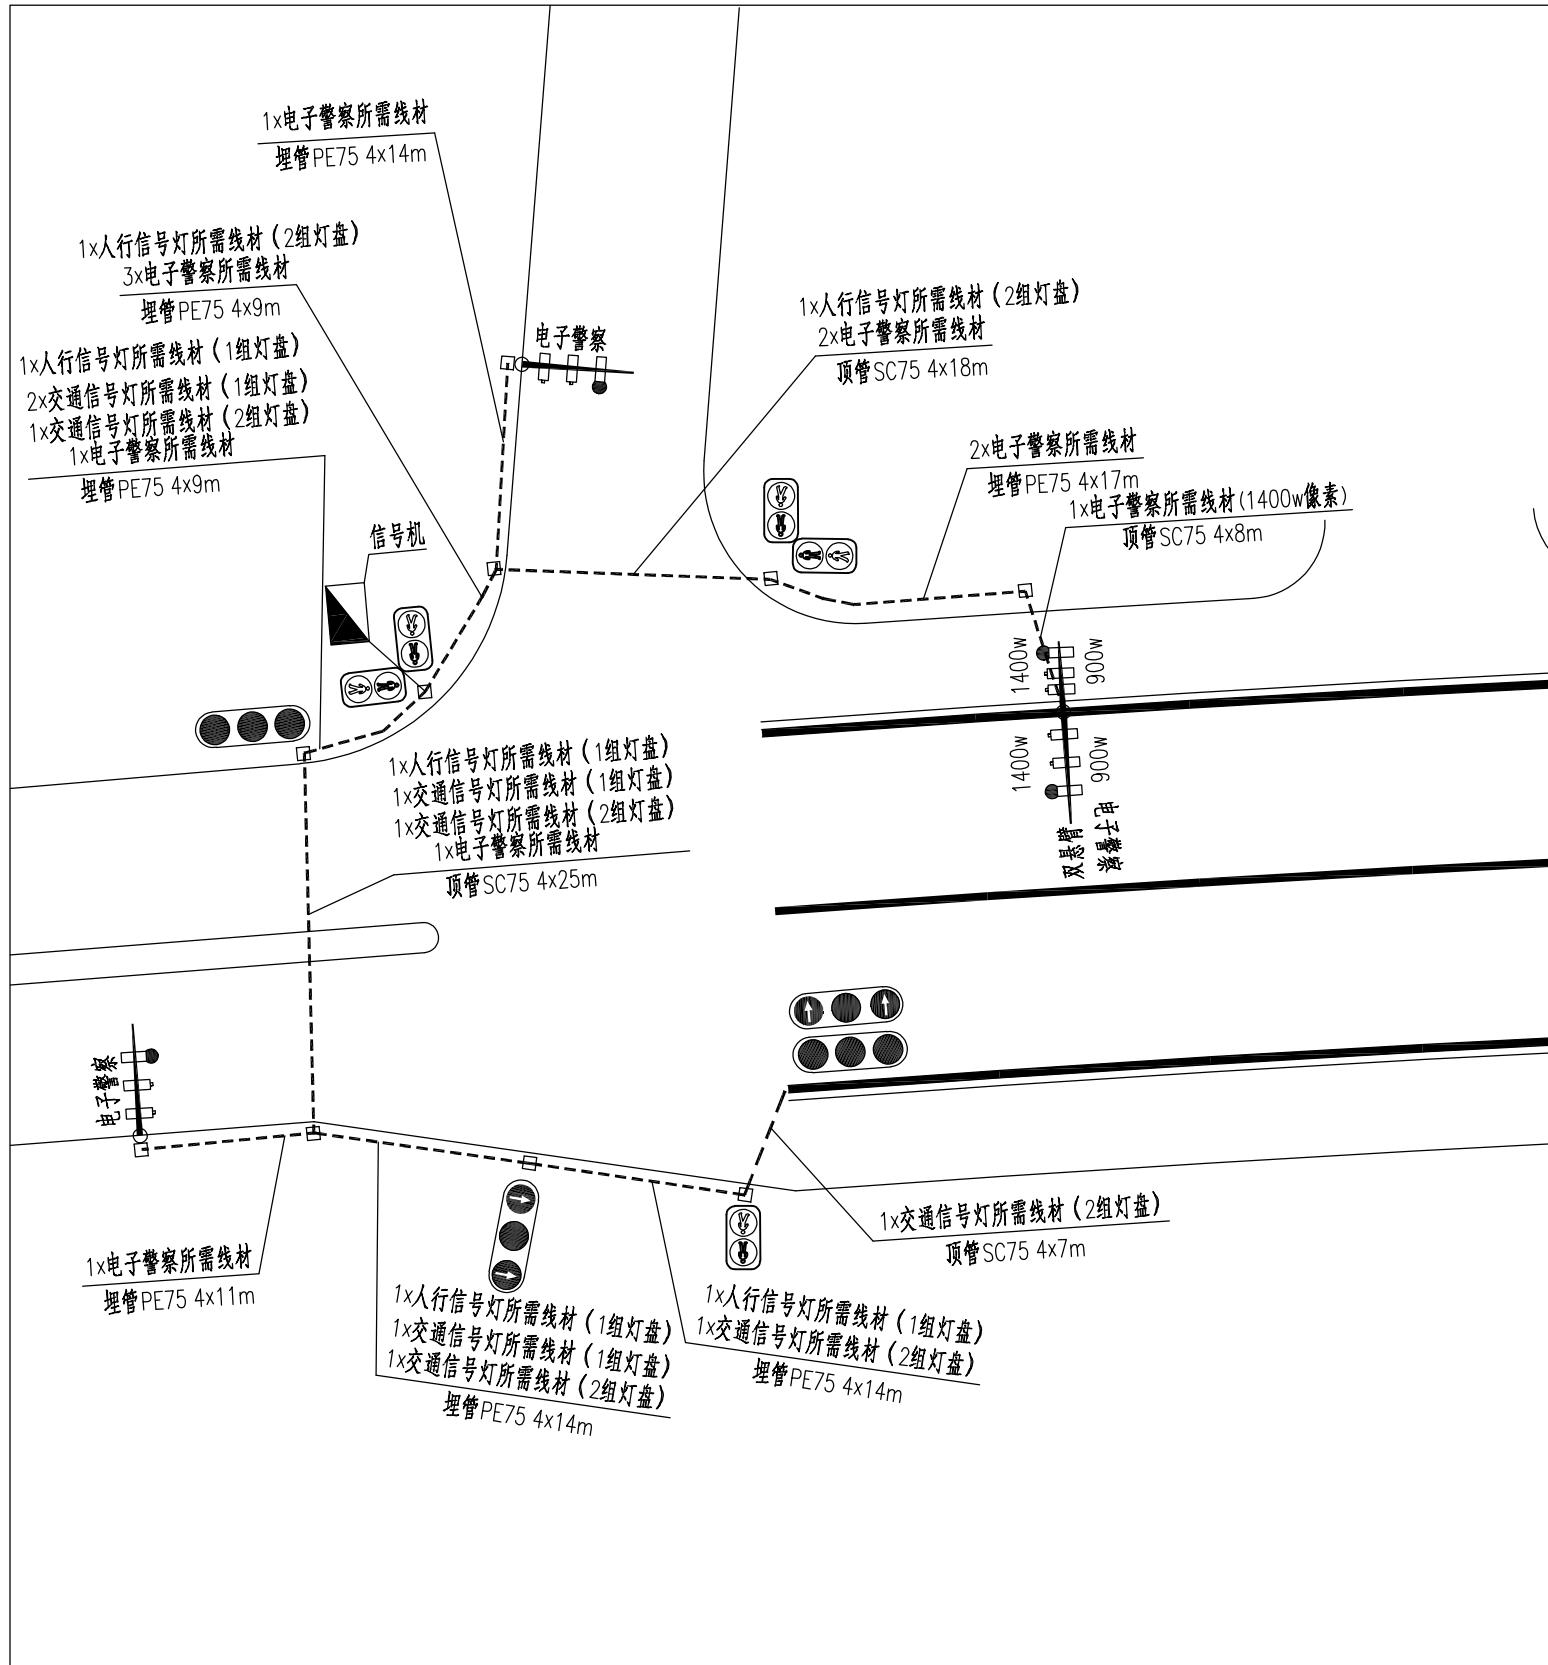 1x电子警察所需线材
埋管PE75 4x14m
1x人行信号灯所需线材（2组灯盘）
3x电子警察所需线材
埋管PE75 4x9m
1x人行信号灯所需线材（1组灯盘）
2x交通信号灯所需线材（1组灯盘）
1x交通信号灯所需线材（2组灯盘）
1x电子警察所需线材
埋管PE75 4x9m
电子警察
1x人行信号灯所需线材（2组灯盘）
2x电子警察所需线材
顶管SC75 4x18m
2x电子警察所需线材
埋管PE75 4x17m
1x电子警察所需线材(1400w像素)
顶管SC75 4x8m
信号机
1400w
900w
1400w
900w
双悬臂
电子警察
1x人行信号灯所需线材（1组灯盘）
1x交通信号灯所需线材（1组灯盘）
1x交通信号灯所需线材（2组灯盘）
1x电子警察所需线材
顶管SC75 4x25m
电子警察
1x电子警察所需线材
埋管PE75 4x11m
1x人行信号灯所需线材（1组灯盘）
1x交通信号灯所需线材（1组灯盘）
1x交通信号灯所需线材（2组灯盘）
埋管PE75 4x14m
1x人行信号灯所需线材（1组灯盘）
1x交通信号灯所需线材（2组灯盘）
埋管PE75 4x14m
1x交通信号灯所需线材（2组灯盘）
顶管SC75 4x7m